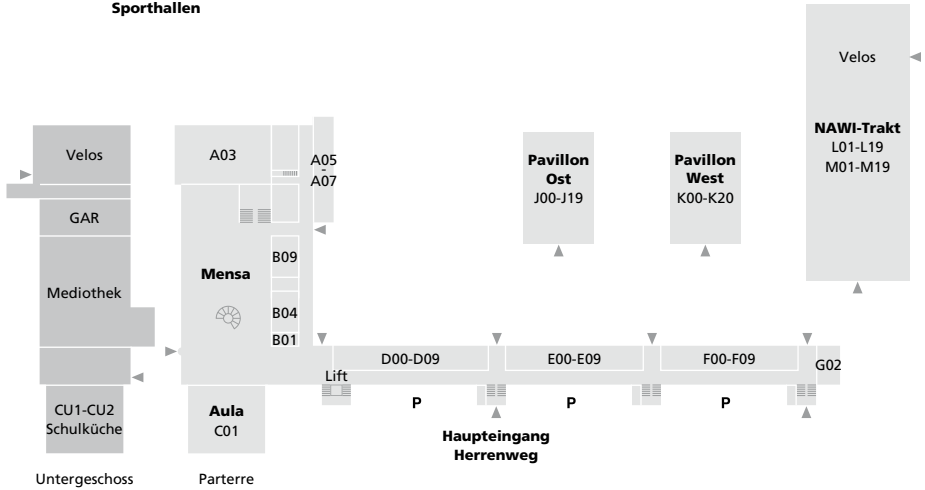 Sporthallen
Velos
NAWI-Trakt
L01-L19
M01-M19
Velos
GAR
Mediothek
CU1-CU2
Schulküche
Untergeschoss
A03
A05
-
A07
Mensa
B09
B04
B01
Lift
Aula
C01
Parterre
D00-D09
E00-E09
F00-F09
G02
P
P
P
Haupteingang
Herrenweg
Pavillon
Ost
J00-J19
Pavillon
West
K00-K20